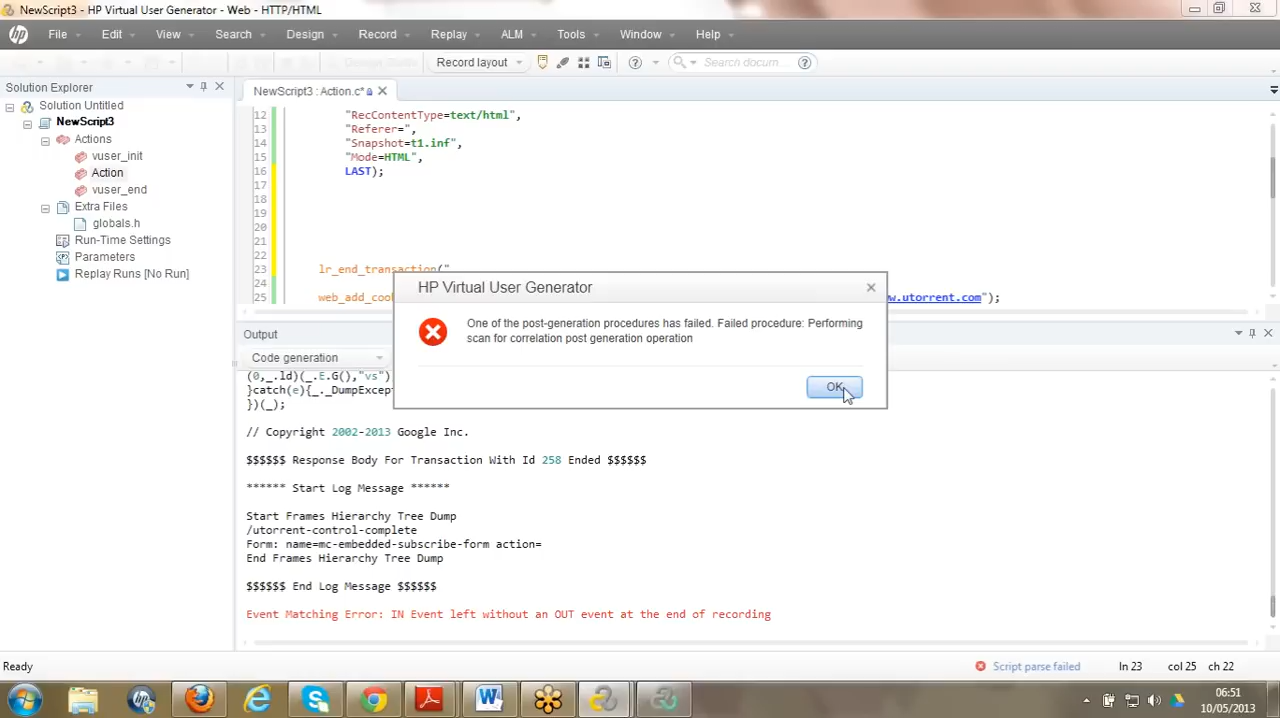 NewScript3 - HP Virtual User Generator - Web - HTTP/HTML
hp File Edit View Search Design Record Replay ALM Tools Window Help
Record layout Search docum...
Solution Explorer
Solution Untitled
NewScript3
Actions
vuser_init
Action
vuser_end
Extra Files
globals.h
Run-Time Settings
Parameters
Replay Runs [No Run]
NewScript3 : Action.c*
12 "RecContentType=text/html",
13 "Referer=",
14 "Snapshot=t1.inf",
15 "Mode=HTML",
16 LAST);
17
18
19
20
21
22
23 lr_end_transaction("
24
25 web_add_coo w.utorrent.com");
HP Virtual User Generator
One of the post-generation procedures has failed. Failed procedure: Performing
scan for correlation post generation operation
OK
Output
Code generation
(0,_.ld)(_.E.G(),"vs")
}catch(e){_._DumpExcept
})(_);
// Copyright 2002-2013 Google Inc.
$$$$$$ Response Body For Transaction With Id 258 Ended $$$$$$
****** Start Log Message ******
Start Frames Hierarchy Tree Dump
/utorrent-control-complete
Form: name=mc-embedded-subscribe-form action=
End Frames Hierarchy Tree Dump
$$$$$$ End Log Message $$$$$$
Event Matching Error: IN Event left without an OUT event at the end of recording
Ready Script parse failed ln 23 col 25 ch 22
06:51
10/05/2013